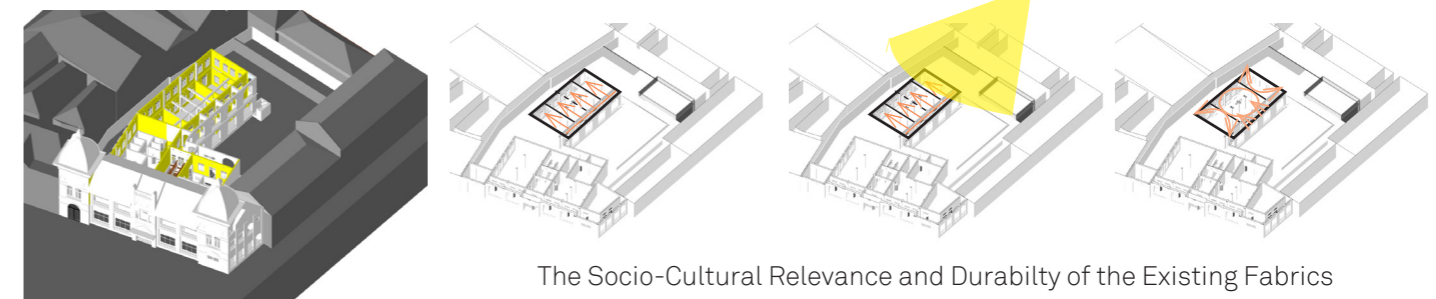 The Socio-Cultural Relevance and Durabilty of the Existing Fabrics